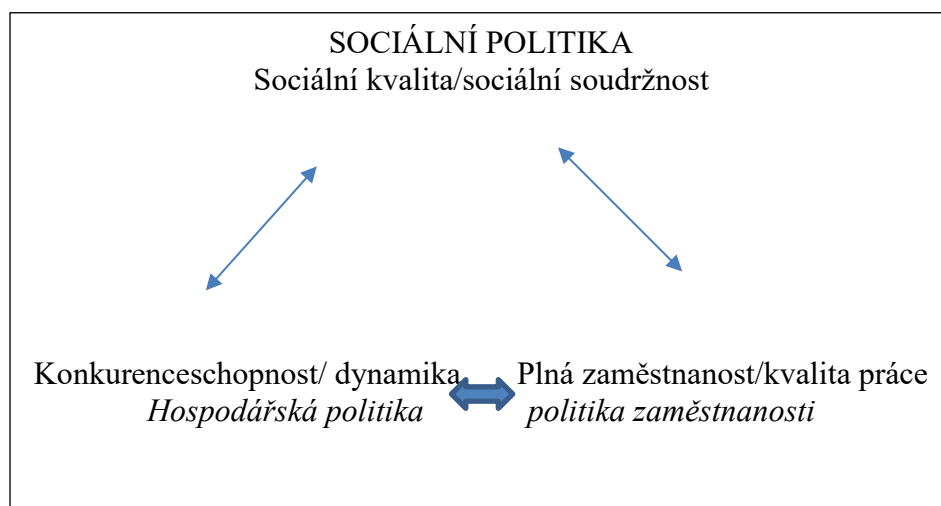 SOCIÁLNÍ POLITIKA
Sociální kvalita/sociální soudržnost
Konkurenceschopnost/ dynamika Plná zaměstnanost/kvalita práce
Hospodářská politika politika zaměstnanosti